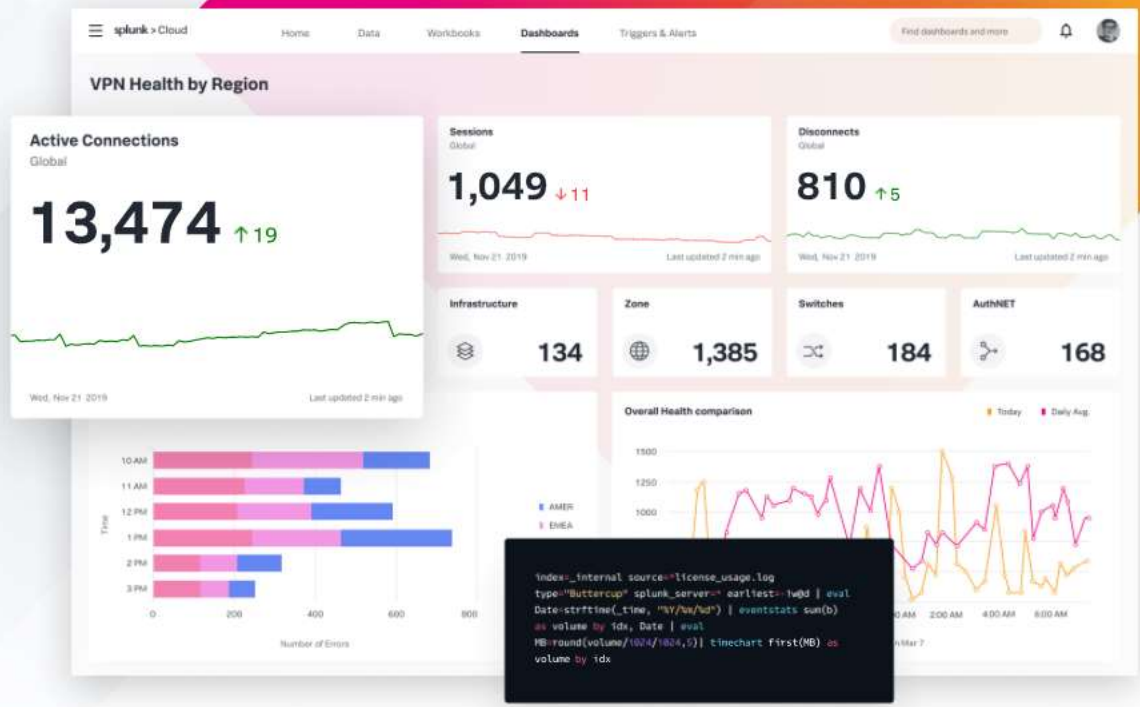 splunk > Cloud
Home
Data
Workbooks
Dashboards
Triggers & Alerts
Find dashboards and more
VPN Health by Region
Active Connections
Global
13,474 ↑19
Wed, Nov 21 2019
Last updated 2 min ago
Sessions
Global
1,049 ↓11
Wed, Nov 21 2019
Last updated 2 min ago
Disconnects
Global
810 ↑5
Wed, Nov 21 2019
Last updated 2 min ago
Infrastructure
134
Zone
1,385
Switches
184
AuthNET
168
Time
10 AM
11 AM
12 PM
1 PM
2 PM
3 PM
0 200 400 600 800
Number of Errors
AMER
EMEA
Overall Health comparison
Today
Daily Avg.
1500
1250
1000
AM 2:00 AM 4:00 AM 6:00 AM
Mar 7
index=_internal source=*license_usage.log
type="Buttercup" splunk_server=* earliest=-1w@d | eval
Date=strftime(_time, "%Y/%m/%d") | eventstats sum(b)
as volume by idx, Date | eval
MB=round(volume/1024/1024,5)| timechart first(MB) as
volume by idx